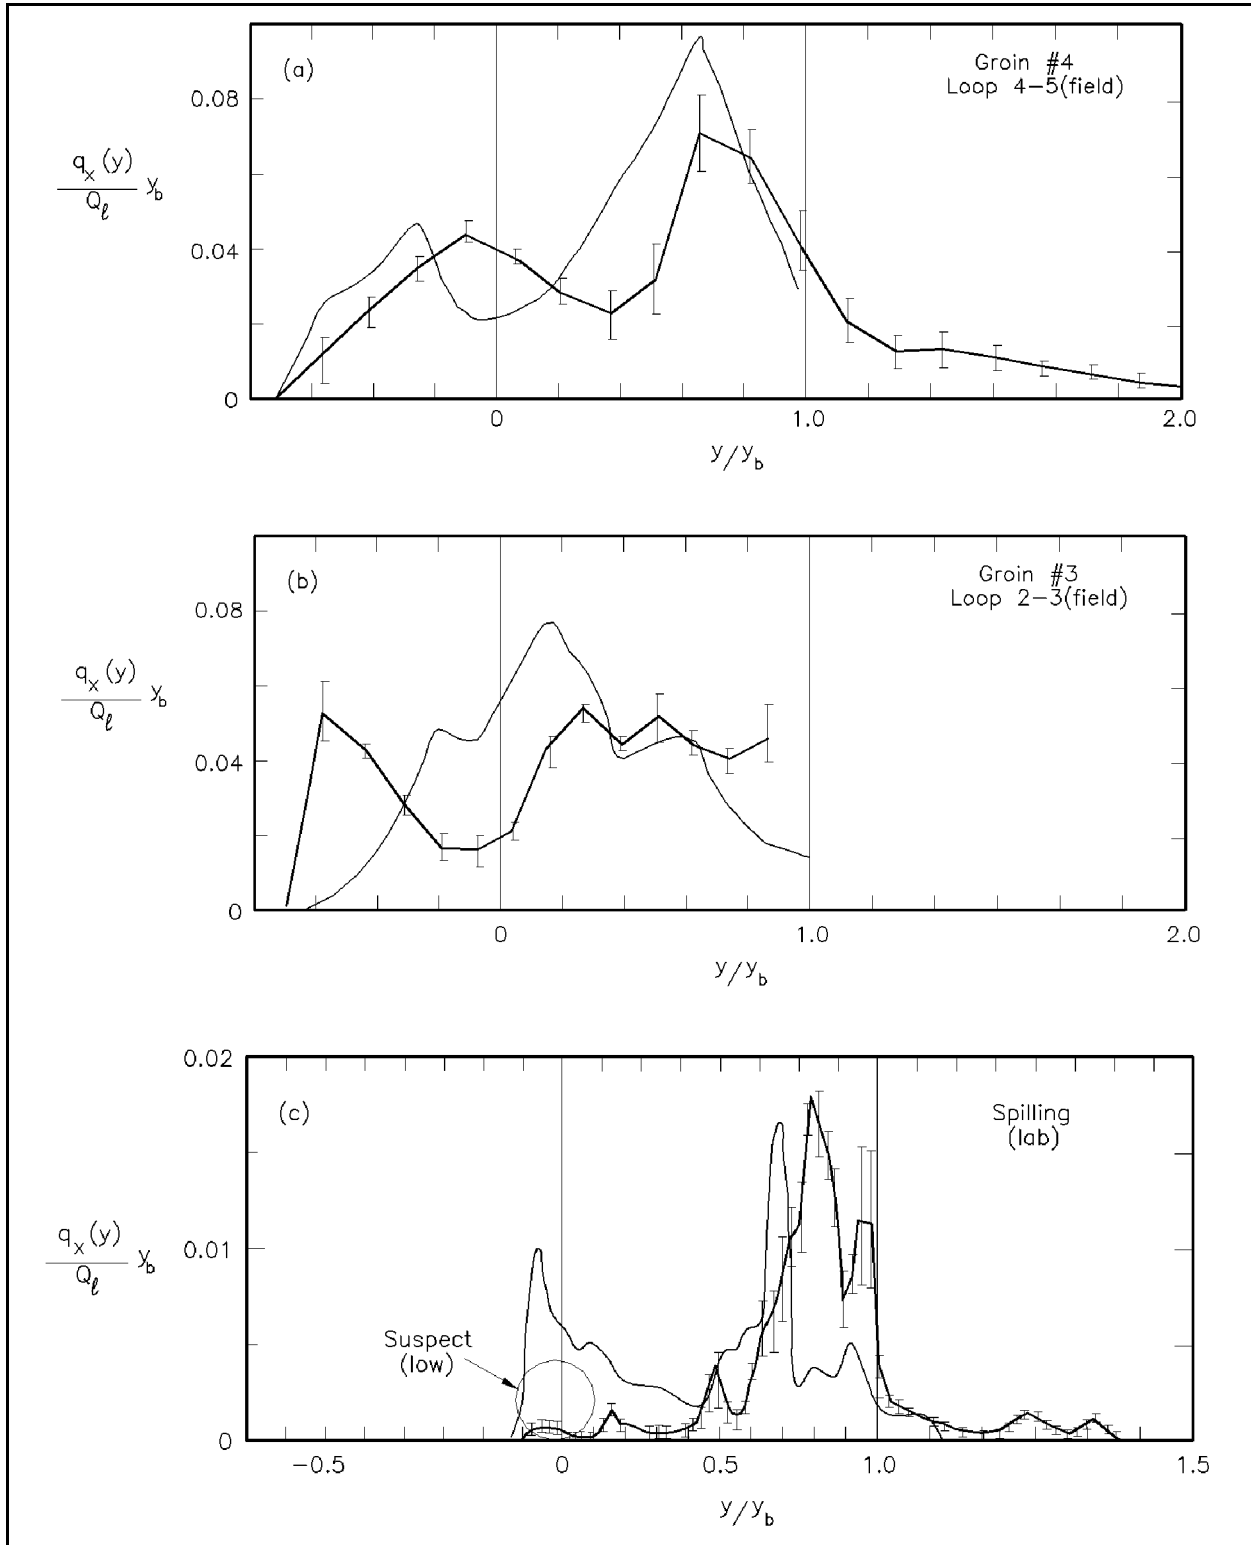 (a)
Groin #4
Loop 4-5(field)
0.08
q_x(y)
Q_ℓ
y_b
0.04
0
0
1.0
2.0
y/y_b
(b)
Groin #3
Loop 2-3(field)
0.08
q_x(y)
Q_ℓ
y_b
0.04
0
0
1.0
2.0
y/y_b
0.02
(c)
Spilling
(lab)
q_x(y)
Q_ℓ
y_b
0.01
Suspect
(low)
0
-0.5
0
0.5
1.0
1.5
y/y_b